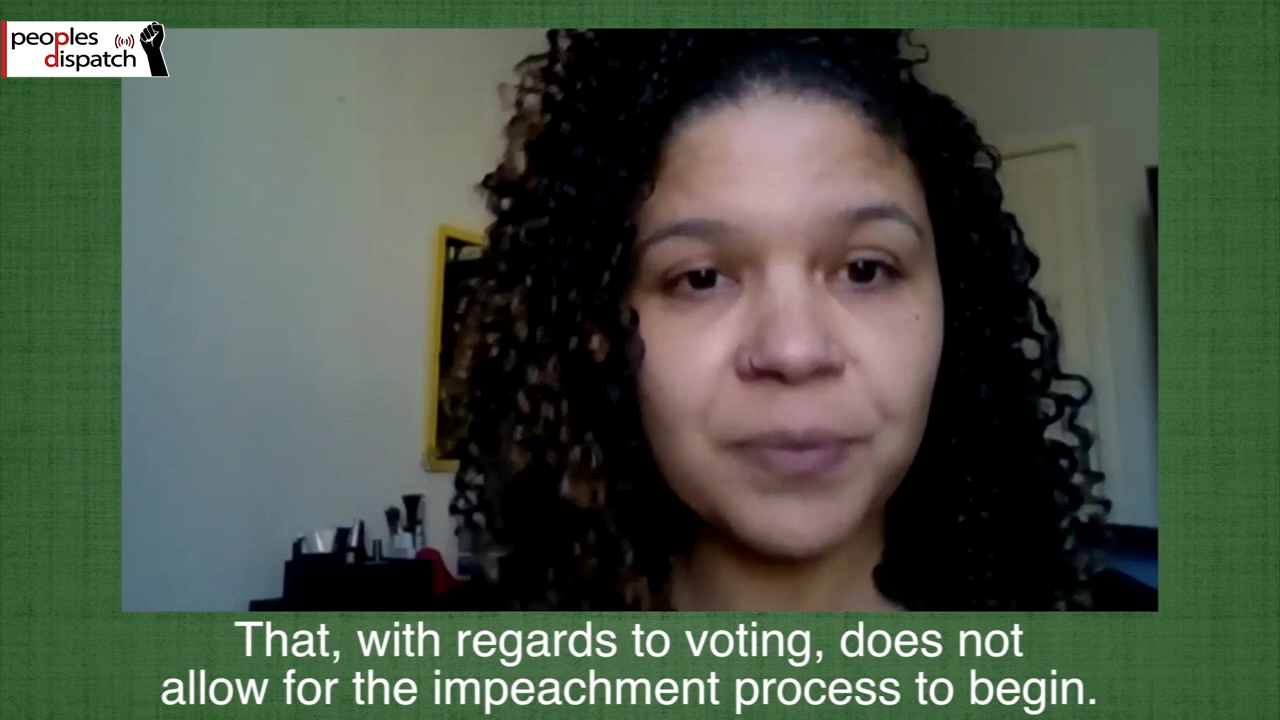 peoples
dispatch
That, with regards to voting, does not
allow for the impeachment process to begin.